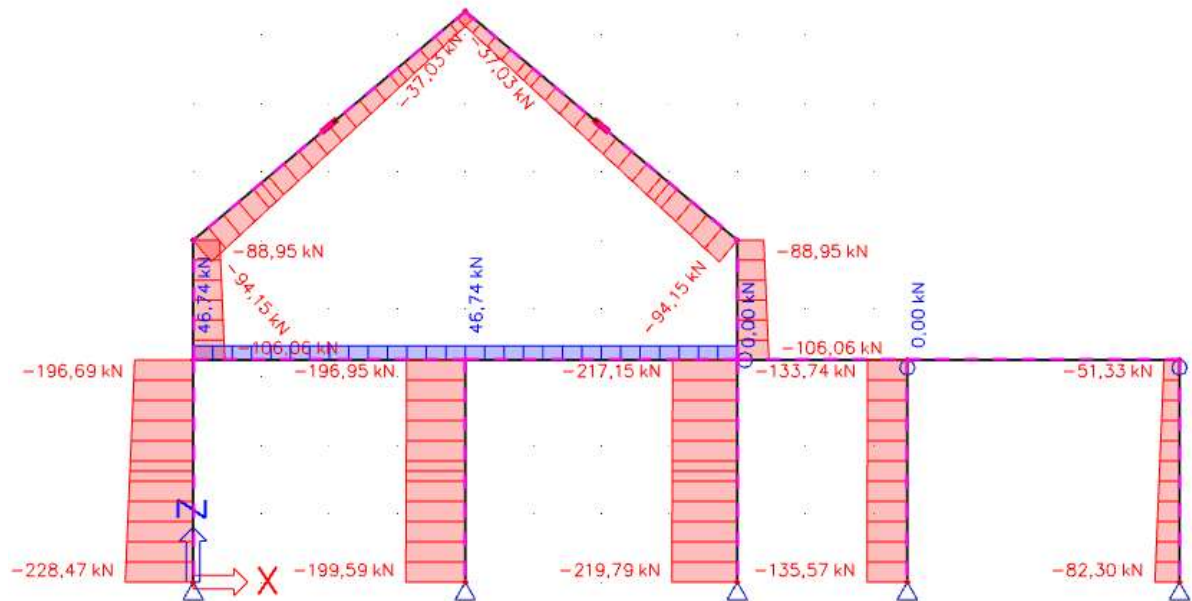 -37,03 kN
-37,03 kN
-88,95 kN
-88,95 kN
46,74 kN
-94,15 kN
46,74 kN
-94,15 kN
0,00 kN
0,00 kN
-106,06 kN
-106,06 kN
-196,69 kN
-196,95 kN
-217,15 kN
-133,74 kN
-51,33 kN
Z
X
-228,47 kN
-199,59 kN
-219,79 kN
-135,57 kN
-82,30 kN